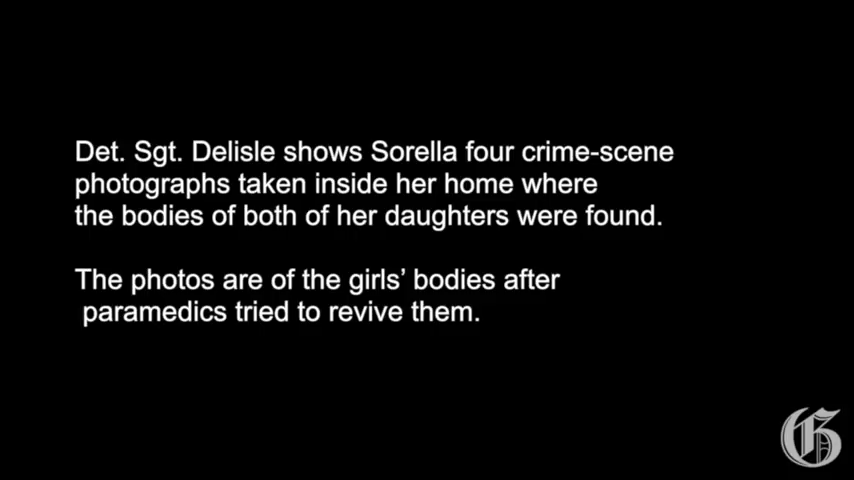 Det. Sgt. Delisle shows Sorella four crime-scene
photographs taken inside her home where
the bodies of both of her daughters were found.
The photos are of the girls’ bodies after
paramedics tried to revive them.
G